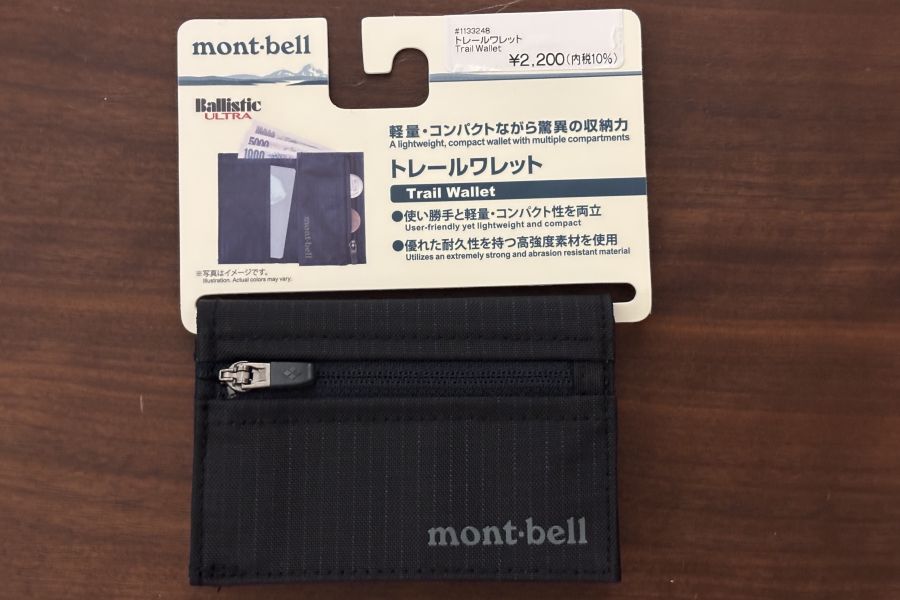 mont·bell
#1133248
トレールワレット
Trail Wallet
¥2,200(内税10%)
Ballistic
ULTRA
10000
5000
1000
mont·bell
軽量・コンパクトながら驚異の収納力
A lightweight, compact wallet with multiple compartments
トレールワレット
Trail Wallet
●使い勝手と軽量・コンパクト性を両立
User-friendly yet lightweight and compact
●優れた耐久性を持つ高強度素材を使用
Utilizes an extremely strong and abrasion resistant material
※写真はイメージです。
Illustration. Actual colors may vary.
mont·bell